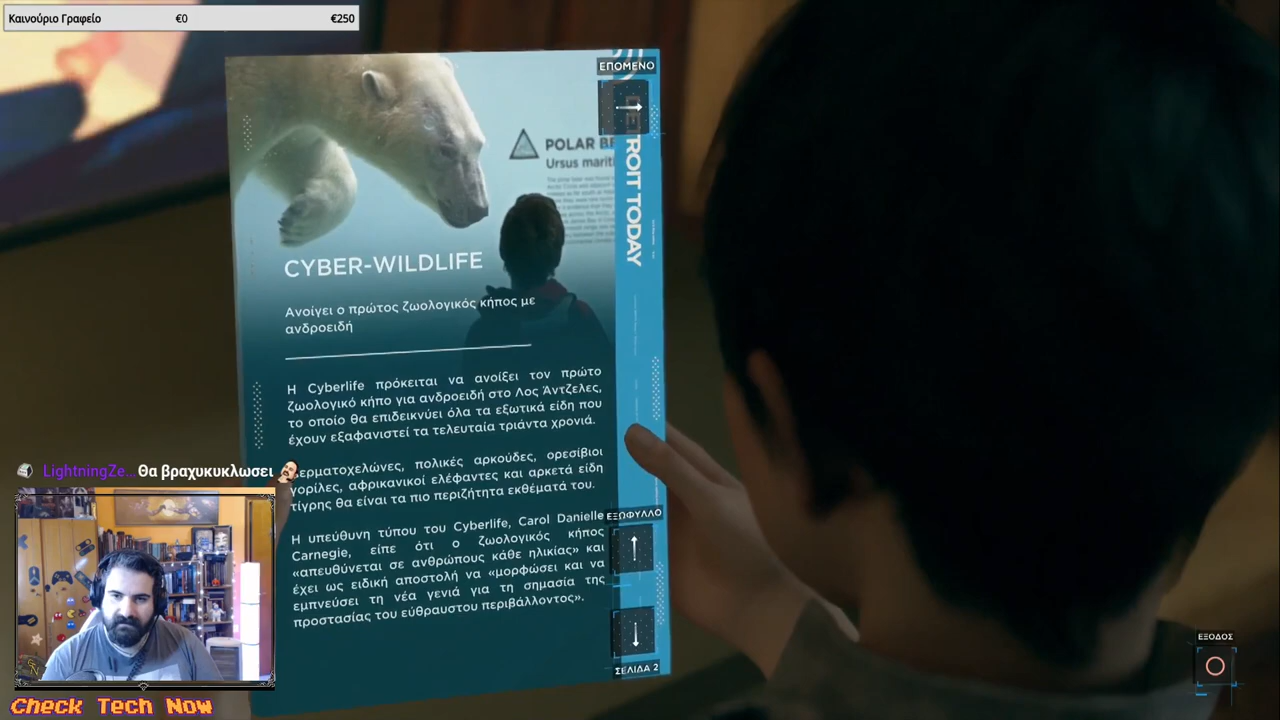 Καινούριο Γραφείο €0 €250
ΕΠΟΜΕΝΟ
POLAR BE
Ursus mariti
DETROIT TODAY
CYBER-WILDLIFE
Ανοίγει ο πρώτος ζωολογικός κήπος με
ανδροειδή
Η Cyberlife πρόκειται να ανοίξει τον πρώτο
ζωολογικό κήπο για ανδροειδή στο Λος Άντζελες,
το οποίο θα επιδεικνύει όλα τα εξωτικά είδη που
έχουν εξαφανιστεί τα τελευταία τριάντα χρονιά.
ερματοχελώνες, πολικές αρκούδες, ορεσίβιοι
γορίλες, αφρικανικοί ελέφαντες και αρκετά είδη
τίγρης θα είναι τα πιο περιζήτητα εκθέματά του.
Η υπεύθυνη τύπου του Cyberlife, Carol Danielle
Carnegie, είπε ότι ο ζωολογικός κήπος
«απευθύνεται σε ανθρώπους κάθε ηλικίας» και
έχει ως ειδική αποστολή να «μορφώσει και να
εμπνεύσει τη νέα γενιά για τη σημασία της
προστασίας του εύθραυστου περιβάλλοντος».
LightningZe... Θα βραχυκυκλωσει
ΕΞΩΦΥΛΛΟ
ΣΕΛΙΔΑ 2
ΕΞΟΔΟΣ
Check Tech Now